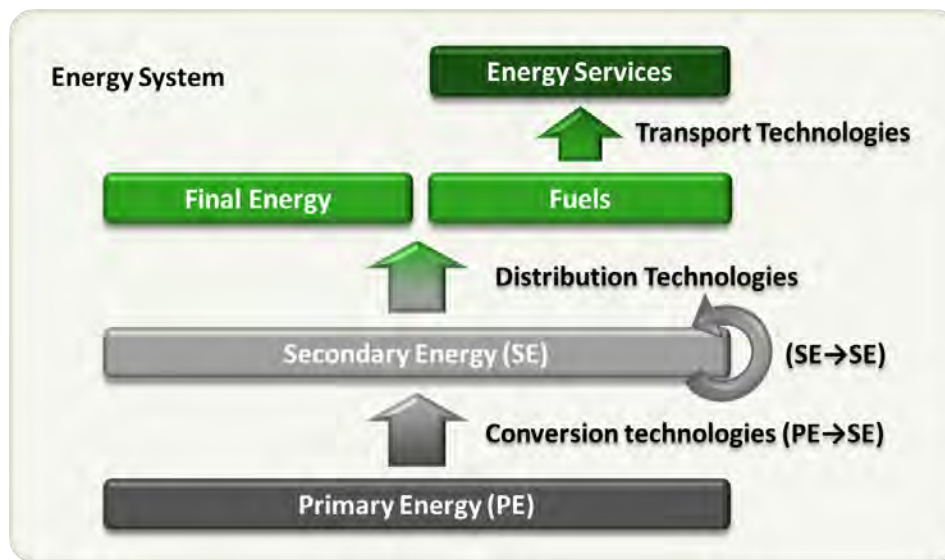 Energy System
Energy Services
Transport Technologies
Final Energy
Fuels
Distribution Technologies
Secondary Energy (SE)
(SE→SE)
Conversion technologies (PE→SE)
Primary Energy (PE)